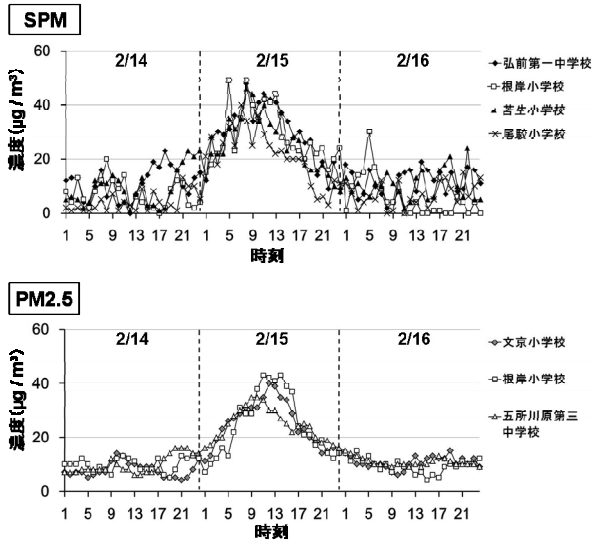 SPM
60
40
20
0
濃度(μg / m³)
2/14 2/15 2/16
1 5 9 13 17 21 1 5 9 13 17 21 1 5 9 13 17 21
時刻
弘前第一中学校
根岸小学校
苫生小学校
尾駮小学校
PM2.5
60
40
20
0
濃度(μg / m³)
2/14 2/15 2/16
1 5 9 13 17 21 1 5 9 13 17 21 1 5 9 13 17 21
時刻
文京小学校
根岸小学校
五所川原第三
中学校